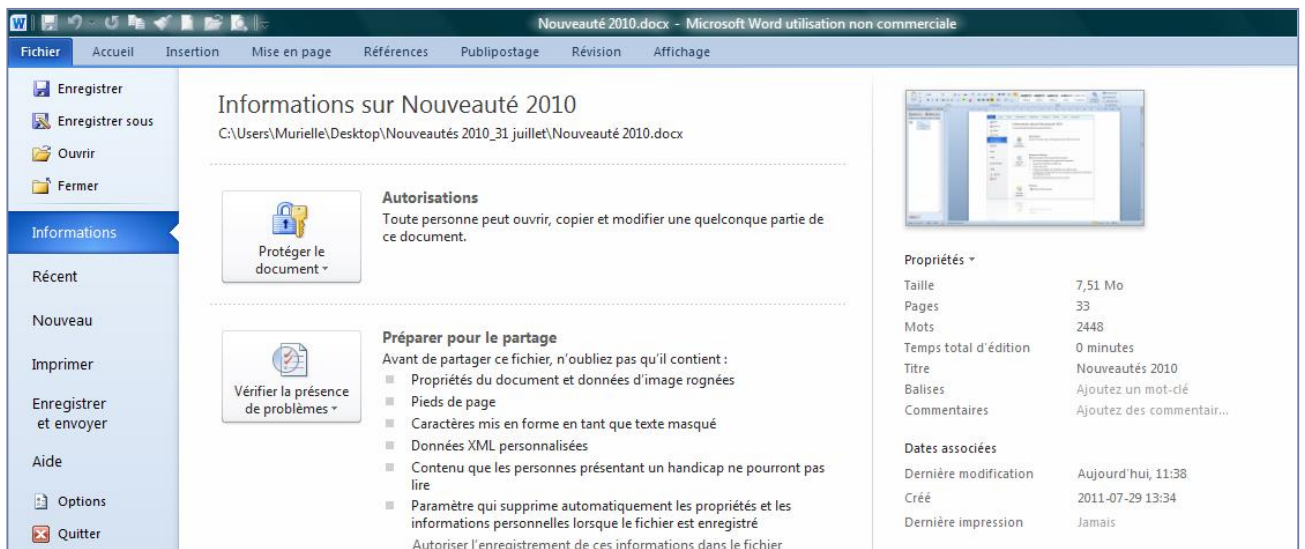 Nouveauté 2010.docx - Microsoft Word utilisation non commerciale
Fichier Accueil Insertion Mise en page Références Publipostage Révision Affichage
Enregistrer
Enregistrer sous
Ouvrir
Fermer
Informations
Récent
Nouveau
Imprimer
Enregistrer
et envoyer
Aide
Options
Quitter
Informations sur Nouveauté 2010
C:\Users\Murielle\Desktop\Nouveautés 2010_31 juillet\Nouveauté 2010.docx
Protéger le
document
Autorisations
Toute personne peut ouvrir, copier et modifier une quelconque partie de
ce document.
Vérifier la présence
de problèmes
Préparer pour le partage
Avant de partager ce fichier, n'oubliez pas qu'il contient :
Propriétés du document et données d'image rognées
Pieds de page
Caractères mis en forme en tant que texte masqué
Données XML personnalisées
Contenu que les personnes présentant un handicap ne pourront pas
lire
Paramètre qui supprime automatiquement les propriétés et les
informations personnelles lorsque le fichier est enregistré
Autoriser l'enregistrement de ces informations dans le fichier
Propriétés
Taille 7,51 Mo
Pages 33
Mots 2448
Temps total d'édition 0 minutes
Titre Nouveautés 2010
Balises Ajoutez un mot-clé
Commentaires Ajoutez des commentair...
Dates associées
Dernière modification Aujourd'hui, 11:38
Créé 2011-07-29 13:34
Dernière impression Jamais